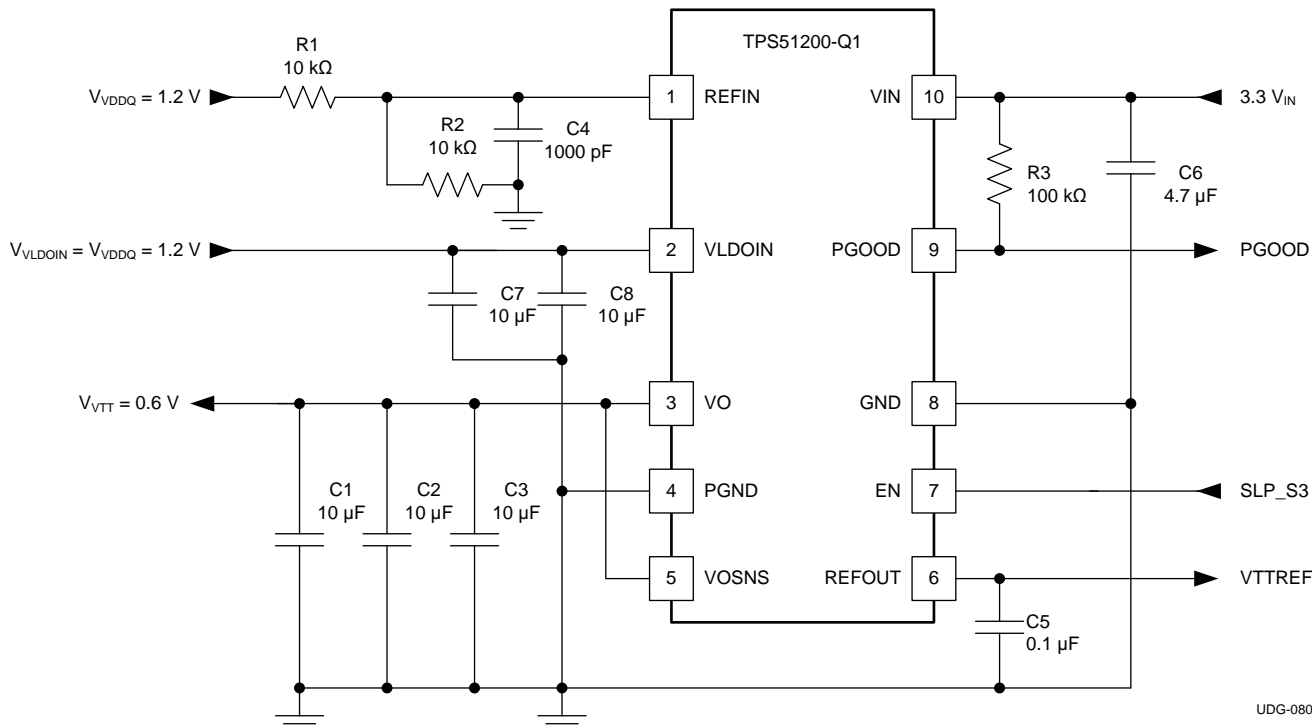 TPS51200-Q1
R1
10 kΩ
V_VDDQ = 1.2 V
1 REFIN
VIN 10
3.3 V_IN
R2
10 kΩ
C4
1000 pF
R3
100 kΩ
C6
4.7 µF
V_VLDOIN = V_VDDQ = 1.2 V
2 VLDOIN
PGOOD 9
PGOOD
C7
10 µF
C8
10 µF
V_VTT = 0.6 V
3 VO
GND 8
C1
10 µF
C2
10 µF
C3
10 µF
4 PGND
EN 7
SLP_S3
5 VOSNS
REFOUT 6
VTTREF
C5
0.1 µF
UDG-080